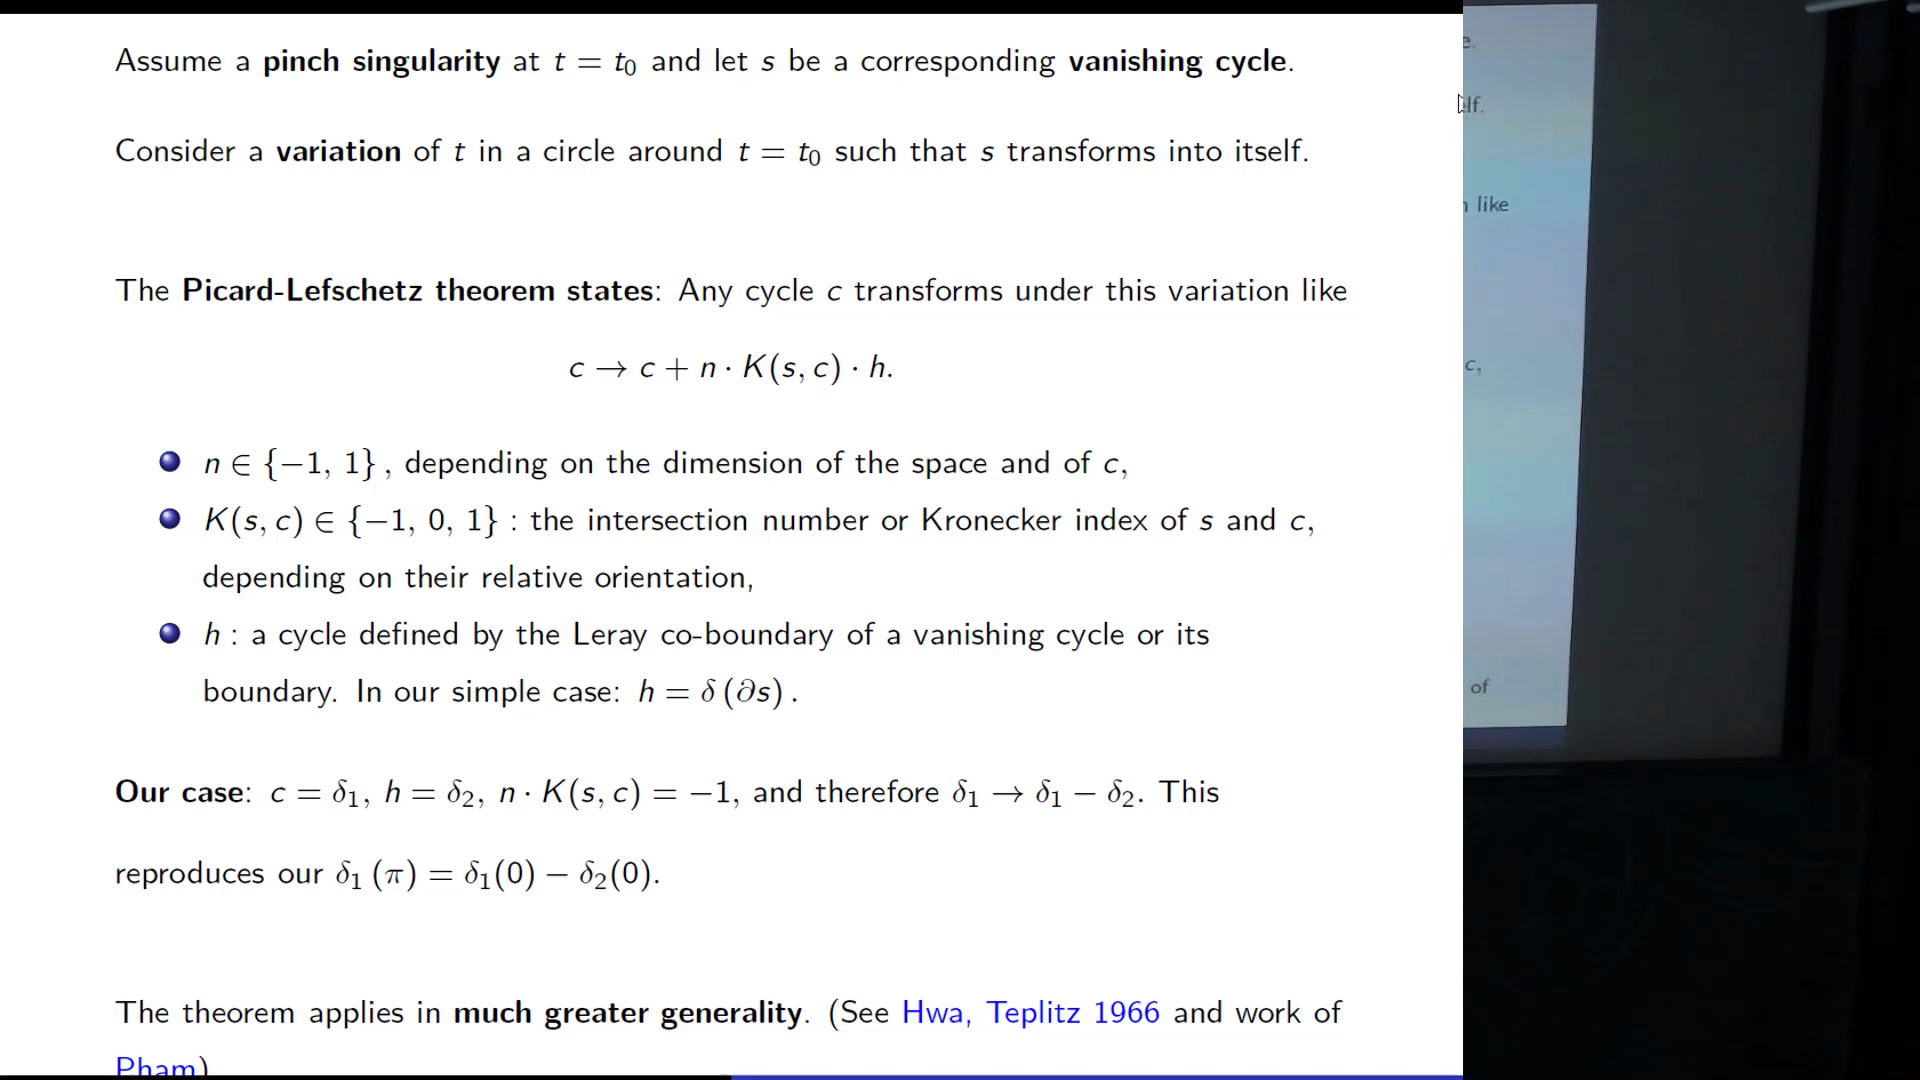 Assume a pinch singularity at t = t₀ and let s be a corresponding vanishing cycle.
Consider a variation of t in a circle around t = t₀ such that s transforms into itself.
The Picard-Lefschetz theorem states: Any cycle c transforms under this variation like
c → c + n · K(s, c) · h.
n ∈ {−1, 1} , depending on the dimension of the space and of c,
K(s, c) ∈ {−1, 0, 1} : the intersection number or Kronecker index of s and c,
depending on their relative orientation,
h : a cycle defined by the Leray co-boundary of a vanishing cycle or its
boundary. In our simple case: h = δ (∂s) .
Our case: c = δ₁, h = δ₂, n · K(s, c) = −1, and therefore δ₁ → δ₁ − δ₂. This
reproduces our δ₁ (π) = δ₁(0) − δ₂(0).
The theorem applies in much greater generality. (See Hwa, Teplitz 1966 and work of
Pham)
e.
elf.
n like
c,
of